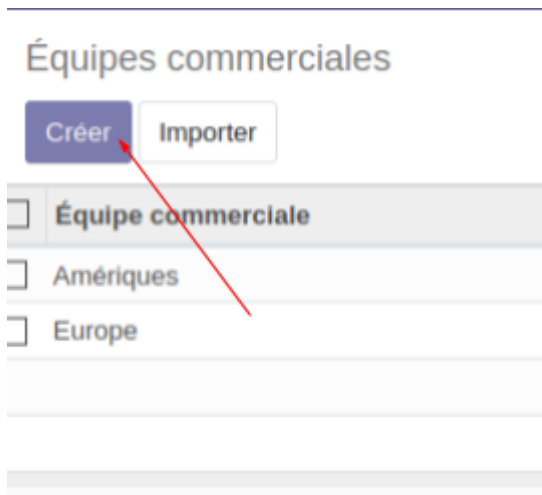 Équipes commerciales
Créer Importer
Équipe commerciale
Amériques
Europe